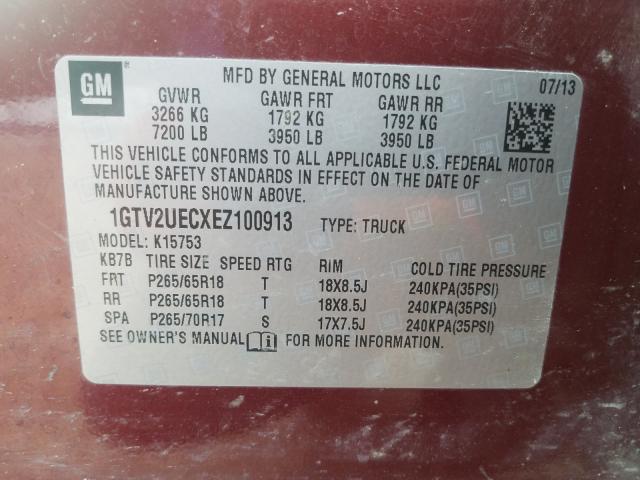 GM
MFD BY GENERAL MOTORS LLC 07/13
GVWR GAWR FRT GAWR RR
3266 KG 1792 KG 1792 KG
7200 LB 3950 LB 3950 LB
THIS VEHICLE CONFORMS TO ALL APPLICABLE U.S. FEDERAL MOTOR
VEHICLE SAFETY STANDARDS IN EFFECT ON THE DATE OF
MANUFACTURE SHOWN ABOVE.
1GTV2UECXEZ100913 TYPE: TRUCK
MODEL: K15753
KB7B TIRE SIZE SPEED RTG RiM COLD TIRE PRESSURE
FRT P265/65R18 T 18X8.5J 240KPA(35PSI)
RR P265/65R18 T 18X8.5J 240KPA(35PSI)
SPA P265/70R17 S 17X7.5J 240KPA(35PSI)
SEE OWNER'S MANUAL FOR MORE INFORMATION.